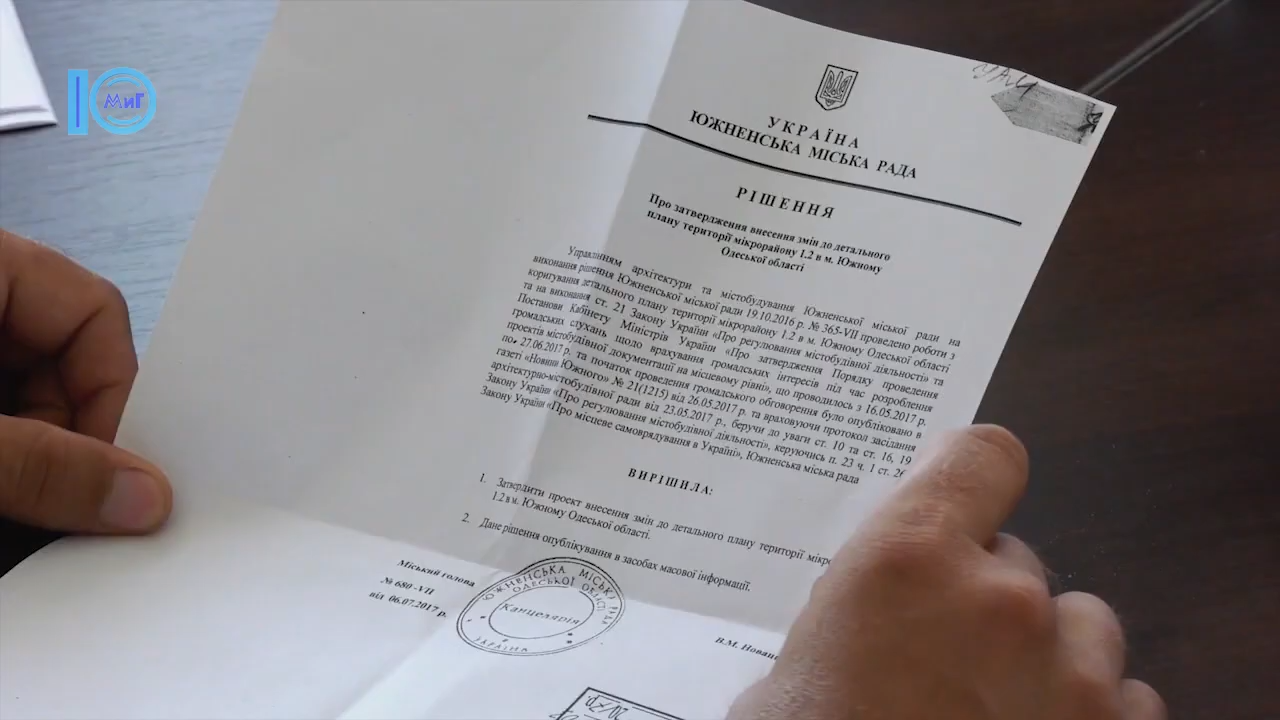 МиГ
УКРАЇНА
ЮЖНЕНСЬКА МІСЬКА РАДА
РІШЕННЯ
Про затвердження внесення змін до детального
плану території мікрорайону 1.2 в м. Южному
Одеської області
Управлінням архітектури та містобудування Южненської міської ради на
виконання рішення Южненської міської ради 19.10.2016 р. № 365-VII проведено роботи з
коригування детального плану території мікрорайону 1.2 в м. Южному Одеської області
та на виконання ст. 21 Закону України «Про регулювання містобудівної діяльності» та
Постанови Кабінету Міністрів України «Про затвердження Порядку проведення
громадських слухань щодо врахування громадських інтересів під час розроблення
проектів містобудівної документації на місцевому рівні», що проводилось з 16.05.2017 р.
по 27.06.2017 р. та початок проведення громадського обговорення було опубліковано в
газеті «Новини Южного» № 21(1215) від 26.05.2017 р. та враховуючи протокол засідання
архітектурно-містобудівної ради від 23.05.2017 р., беручи до уваги ст. 10 та ст. 16, 19
Закону України «Про регулювання містобудівної діяльності», керуючись п. 23 ч. 1 ст. 26
Закону України «Про місцеве самоврядування в Україні», Южненська міська рада
ВИРІШИЛА:
1. Затвердити проект внесення змін до детального плану території мікро
1.2 в м. Южному Одеської області.
2. Дане рішення опублікування в засобах масової інформації.
Міський голова
В.М. Новац
№ 680 -VII
від 06.07.2017 р.
ЮЖНЕНСЬКА МІСЬКА РАДА
ОДЕСЬКОЇ ОБЛАСТІ
Канцелярія
УКРАЇНА